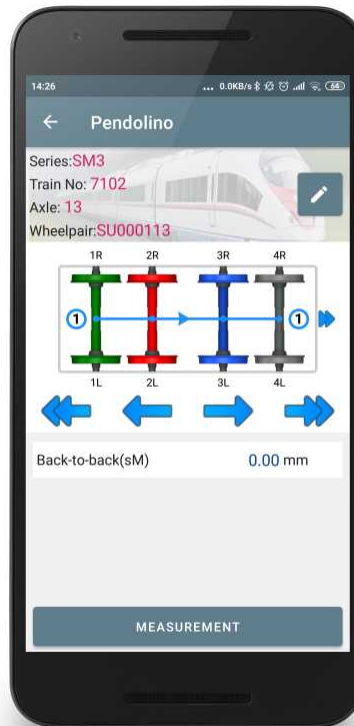 14:26 ... 0.0KB/s 66
Pendolino
Series:SM3
Train No: 7102
Axle: 13
Wheelpair:SU000113
1R 2R 3R 4R
1 1
1L 2L 3L 4L
Back-to-back(sM) 0.00 mm
MEASUREMENT